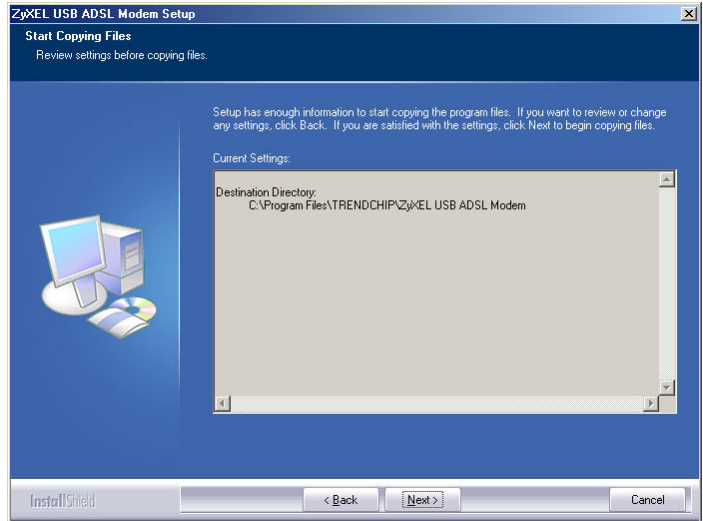 ZyXEL USB ADSL Modem Setup
Start Copying Files
Review settings before copying files.
Setup has enough information to start copying the program files. If you want to review or change
any settings, click Back. If you are satisfied with the settings, click Next to begin copying files.
Current Settings:
Destination Directory:
C:\Program Files\TRENDCHIP\ZyXEL USB ADSL Modem
InstallShield
< Back
Next >
Cancel